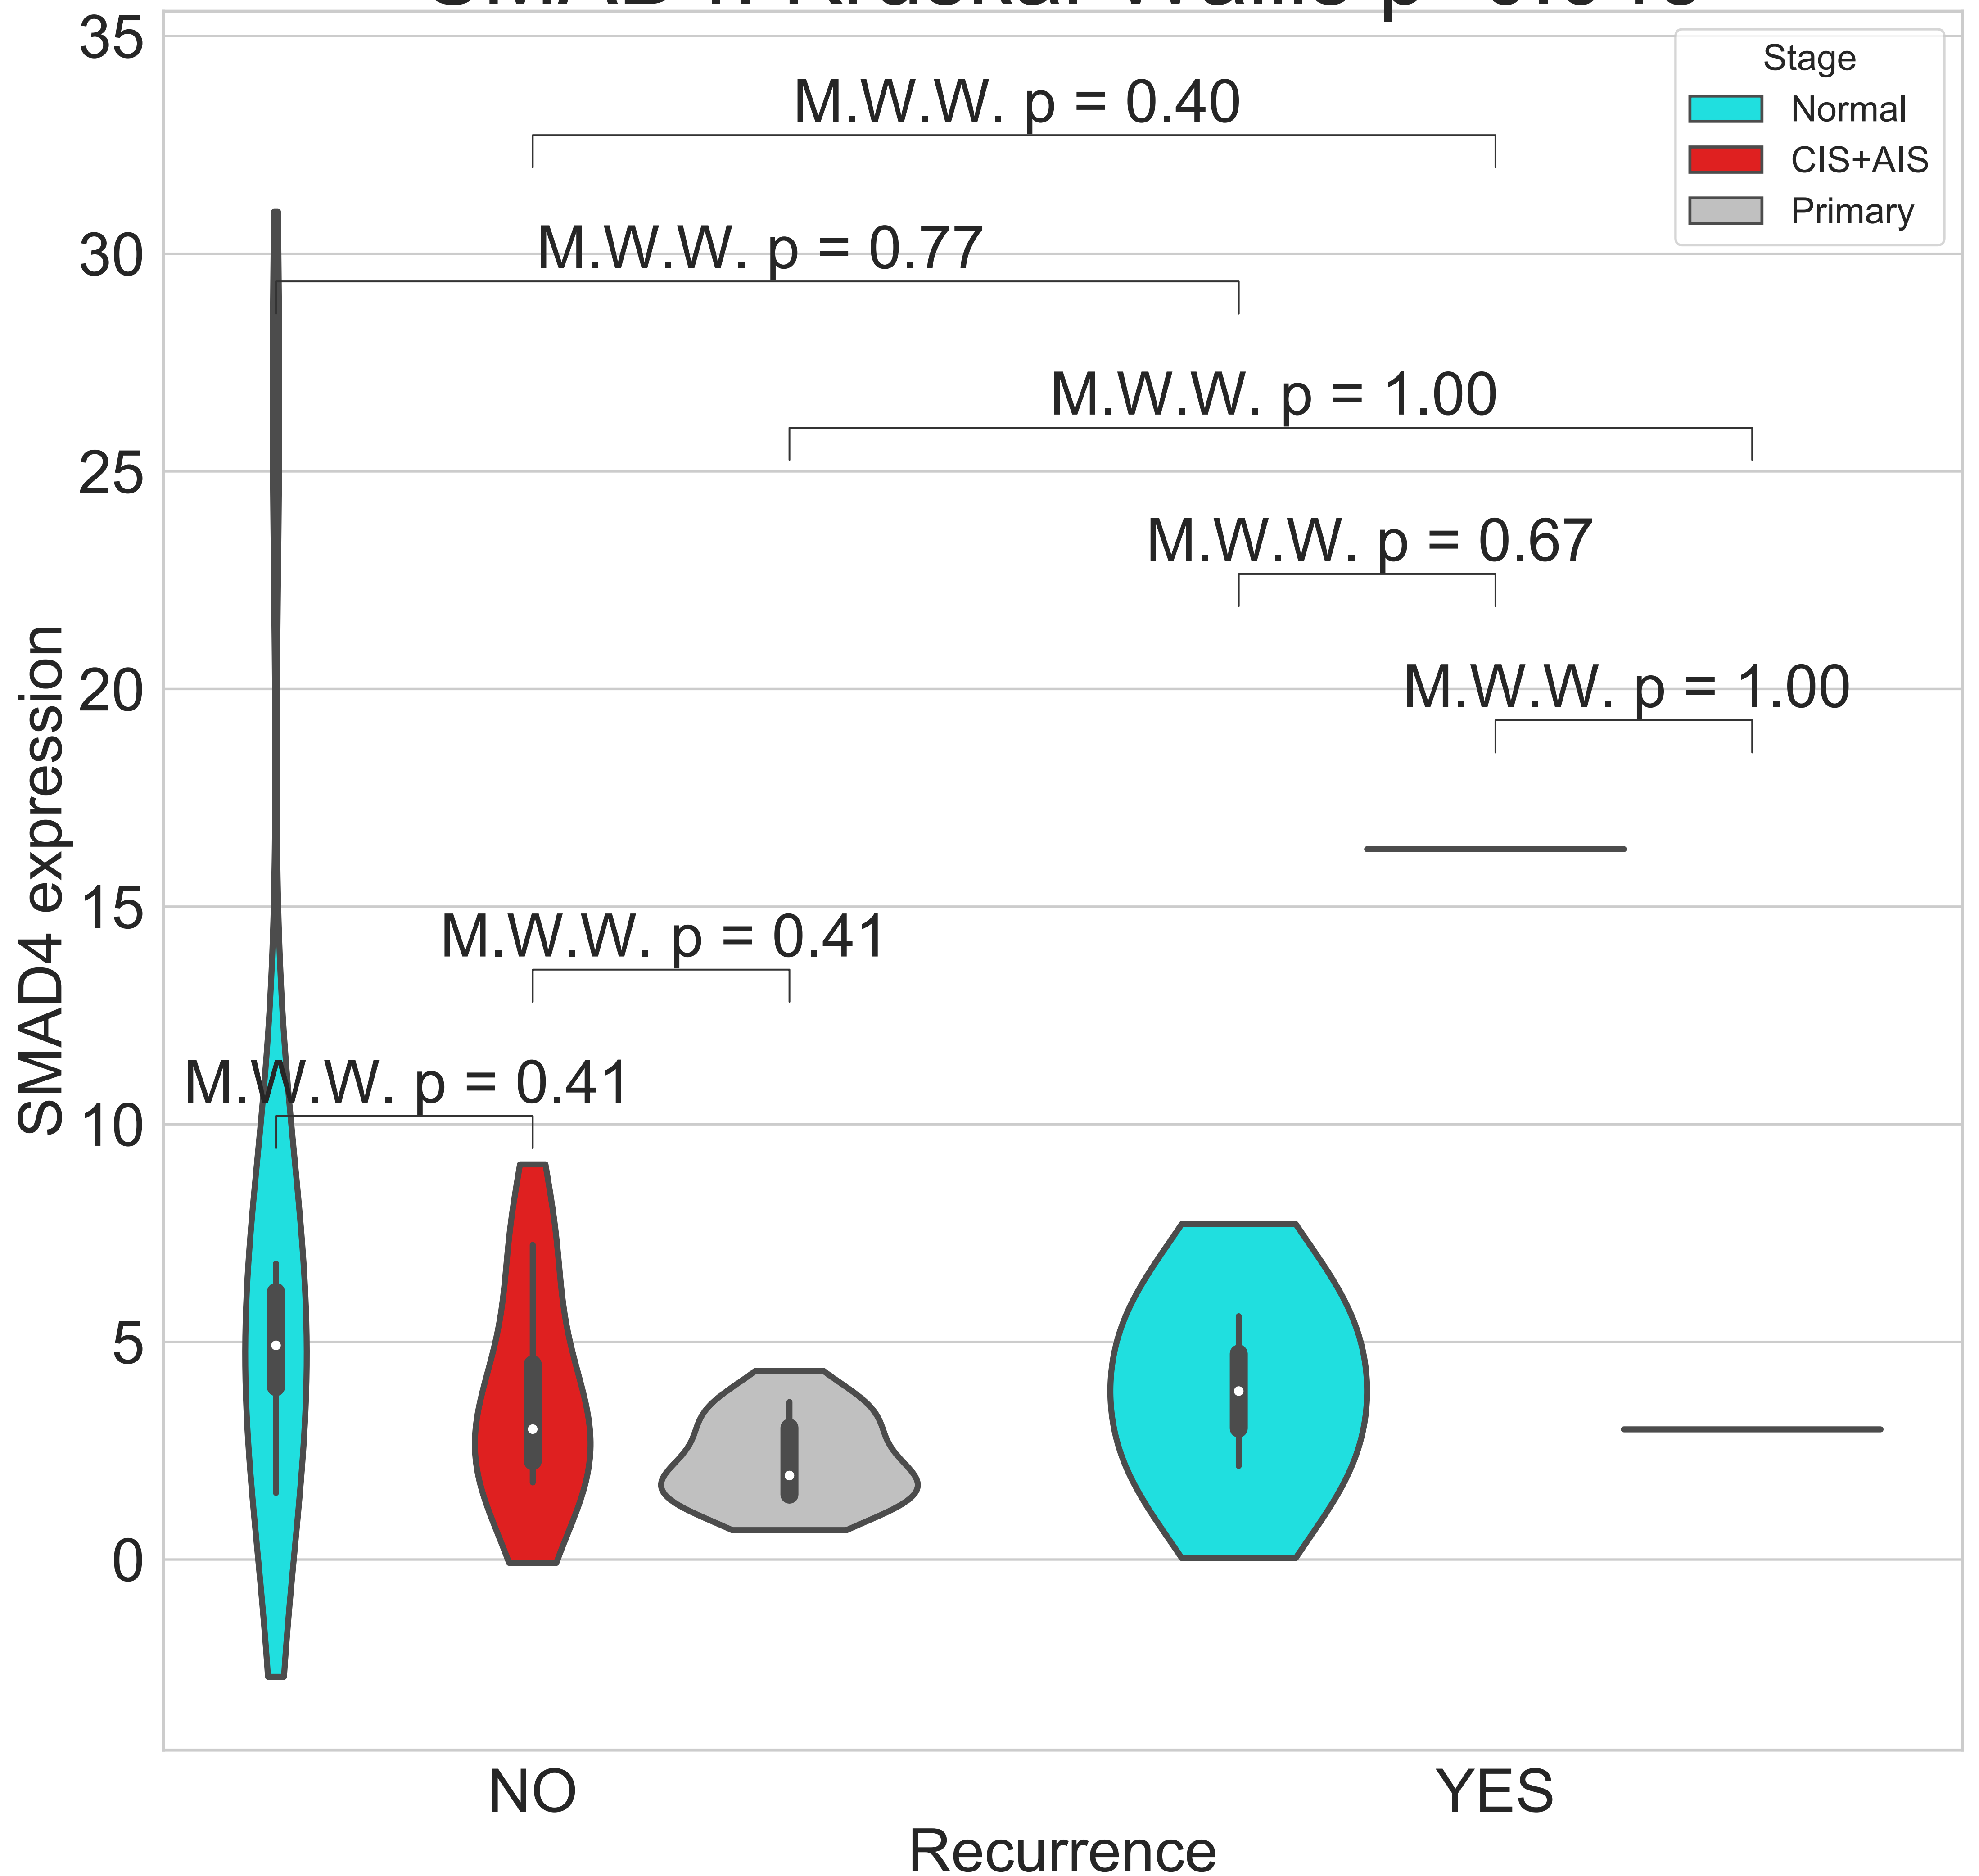 35
Stage
Normal
CIS+AIS
Primary
M.W.W. p = 0.40
M.W.W. p = 0.77
30
M.W.W. p = 1.00
25
M.W.W. p = 0.67
M.W.W. p = 1.00
20
SMAD4 expression
15
M.W.W. p = 0.41
M.W.W. p = 0.41
10
5
0
NO
YES
Recurrence